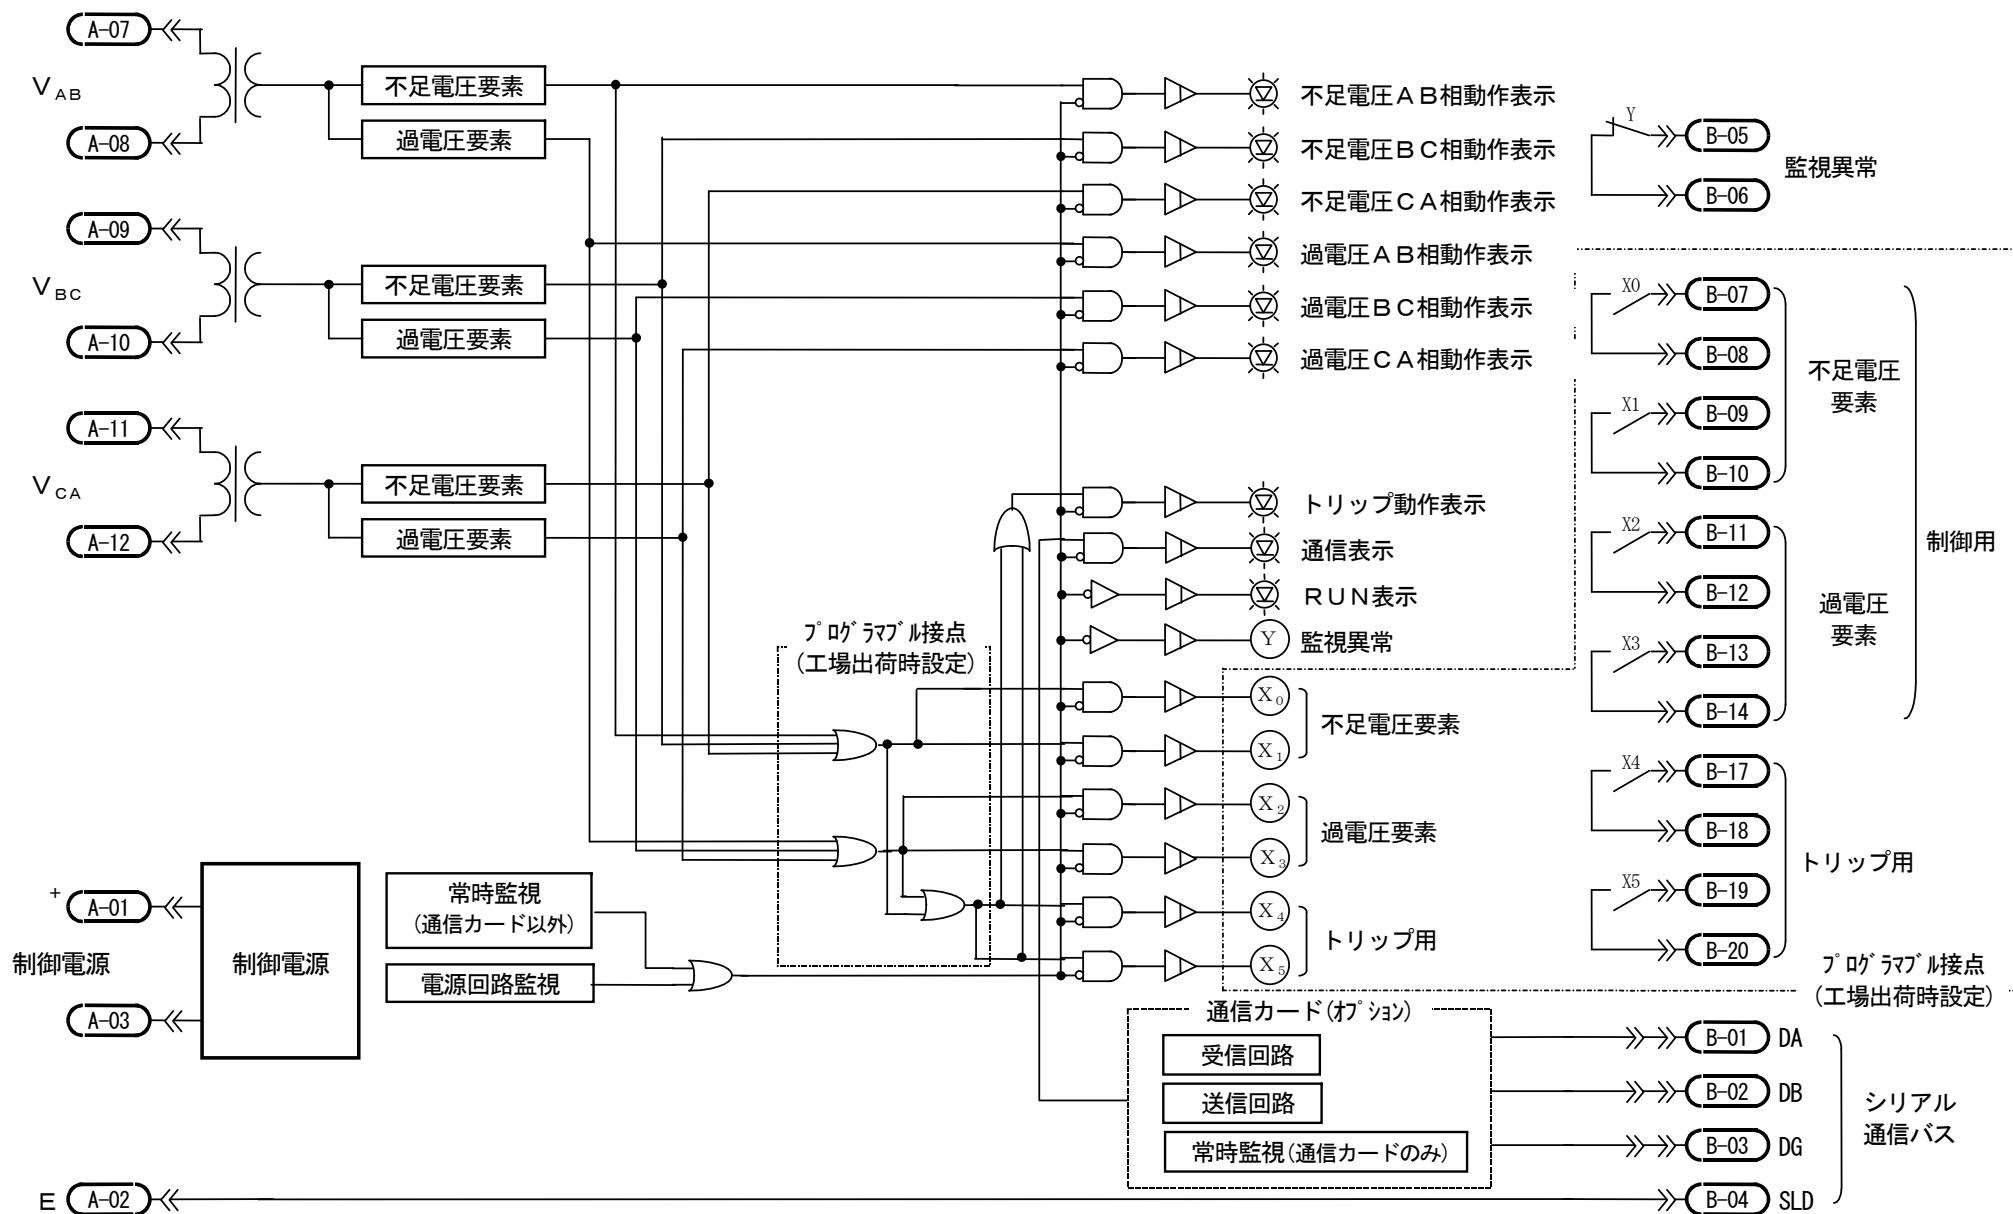 A-07
V AB
A-08
不足電圧要素
過電圧要素
A-09
V BC
A-10
不足電圧要素
過電圧要素
A-11
V CA
A-12
不足電圧要素
過電圧要素
不足電圧ＡＢ相動作表示
不足電圧ＢＣ相動作表示
不足電圧ＣＡ相動作表示
過電圧ＡＢ相動作表示
過電圧ＢＣ相動作表示
過電圧ＣＡ相動作表示
トリップ動作表示
通信表示
ＲＵＮ表示
Y
監視異常
プログラマブル接点
(工場出荷時設定)
X0
X1
不足電圧要素
X2
X3
過電圧要素
X4
X5
トリップ用
+
A-01
制御電源
A-03
制御電源
常時監視
(通信カード以外)
電源回路監視
Y
B-05
監視異常
B-06
X0
B-07
B-08
X1
B-09
B-10
不足電圧
要素
X2
B-11
B-12
X3
B-13
B-14
過電圧
要素
制御用
X4
B-17
B-18
X5
B-19
B-20
トリップ用
プログラマブル接点
(工場出荷時設定)
通信カード(オプション)
受信回路
送信回路
常時監視(通信カードのみ)
B-01 DA
B-02 DB
B-03 DG
B-04 SLD
シリアル
通信バス
E
A-02